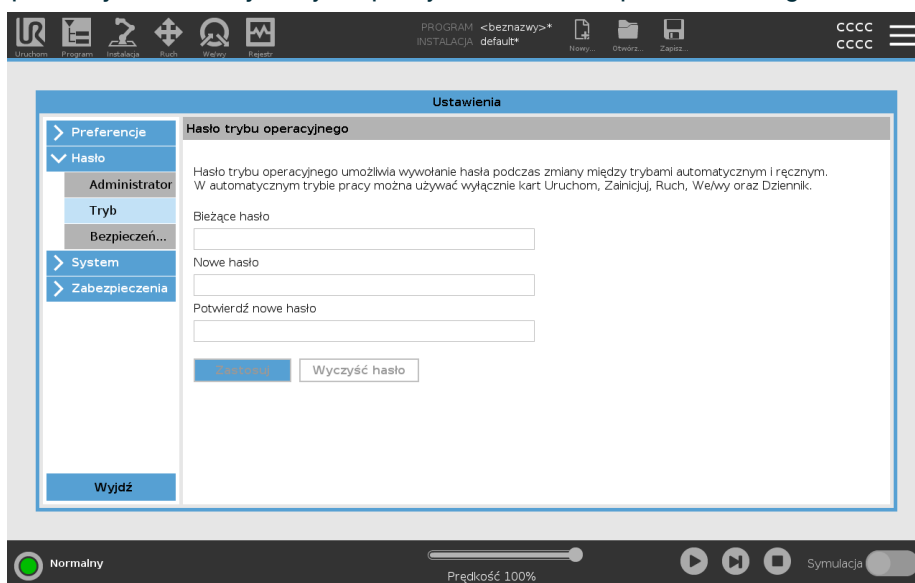 PROGRAM <beznazwy>*
INSTALACJA default*
cccc
cccc
Uruchom Program Instalacja Ruch We/wy Rejestr Nowy... Otwórz... Zapisz...
Ustawienia
Preferencje
Hasło
Administrator
Tryb
Bezpieczeń...
System
Zabezpieczenia
Wyjdź
Hasło trybu operacyjnego
Hasło trybu operacyjnego umożliwia wywołanie hasła podczas zmiany między trybami automatycznym i ręcznym.
W automatycznym trybie pracy można używać wyłącznie kart Uruchom, Zainicjuj, Ruch, We/wy oraz Dziennik.
Bieżące hasło
Nowe hasło
Potwierdź nowe hasło
Zastosuj Wyczyść hasło
Normalny
Prędkość 100%
Symulacja